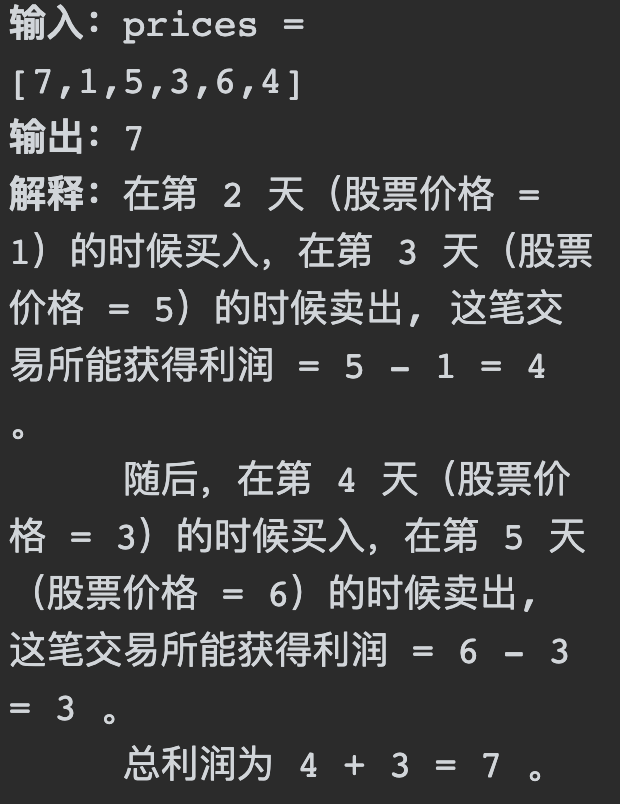 输入：prices =
[7,1,5,3,6,4]
输出：7
解释：在第 2 天（股票价格 =
1）的时候买入，在第 3 天（股票
价格 = 5）的时候卖出, 这笔交
易所能获得利润 = 5 - 1 = 4
。
随后，在第 4 天（股票价
格 = 3）的时候买入，在第 5 天
（股票价格 = 6）的时候卖出,
这笔交易所能获得利润 = 6 - 3
= 3 。
总利润为 4 + 3 = 7 。